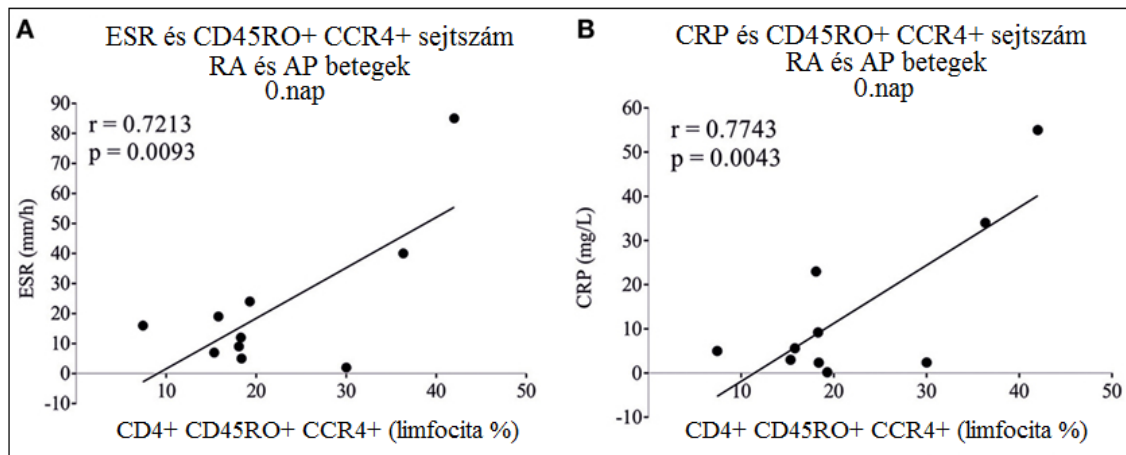 A
ESR és CD45RO+ CCR4+ sejtszám
RA és AP betegek
0.nap
r = 0.7213
p = 0.0093
90
80
70
60
50
40
30
20
10
0
-10
ESR (mm/h)
10
20
30
40
50
CD4+ CD45RO+ CCR4+ (limfocita %)
B
CRP és CD45RO+ CCR4+ sejtszám
RA és AP betegek
0.nap
r = 0.7743
p = 0.0043
60
50
40
30
20
10
0
-10
CRP (mg/L)
10
20
30
40
50
CD4+ CD45RO+ CCR4+ (limfocita %)